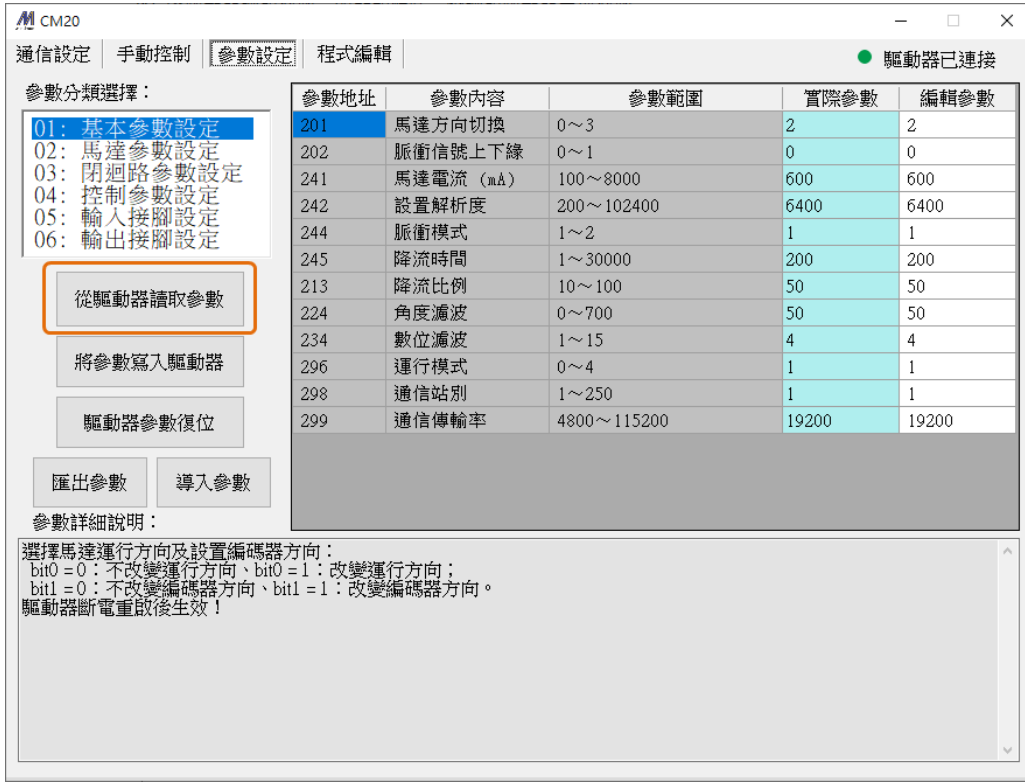 CM20
通信設定 手動控制 參數設定 程式編輯 驅動器已連接
參數分類選擇：
01: 基本參數設定
02: 馬達參數設定
03: 閉迴路參數設定
04: 控制參數設定
05: 輸入接腳設定
06: 輸出接腳設定
從驅動器讀取參數
將參數寫入驅動器
驅動器參數復位
匯出參數 導入參數
參數地址 參數內容 參數範圍 實際參數 編輯參數
201 馬達方向切換 0～3 2 2
202 脈衝信號上下緣 0～1 0 0
241 馬達電流 (mA) 100～8000 600 600
242 設置解析度 200～102400 6400 6400
244 脈衝模式 1～2 1 1
245 降流時間 1～30000 200 200
213 降流比例 10～100 50 50
224 角度濾波 0～700 50 50
234 數位濾波 1～15 4 4
296 運行模式 0～4 1 1
298 通信站別 1～250 1 1
299 通信傳輸率 4800～115200 19200 19200
參數詳細說明：
選擇馬達運行方向及設置編碼器方向：
bit0 = 0：不改變運行方向、bit0 = 1：改變運行方向；
bit1 = 0：不改變編碼器方向、bit1 = 1：改變編碼器方向。
驅動器斷電重啟後生效！